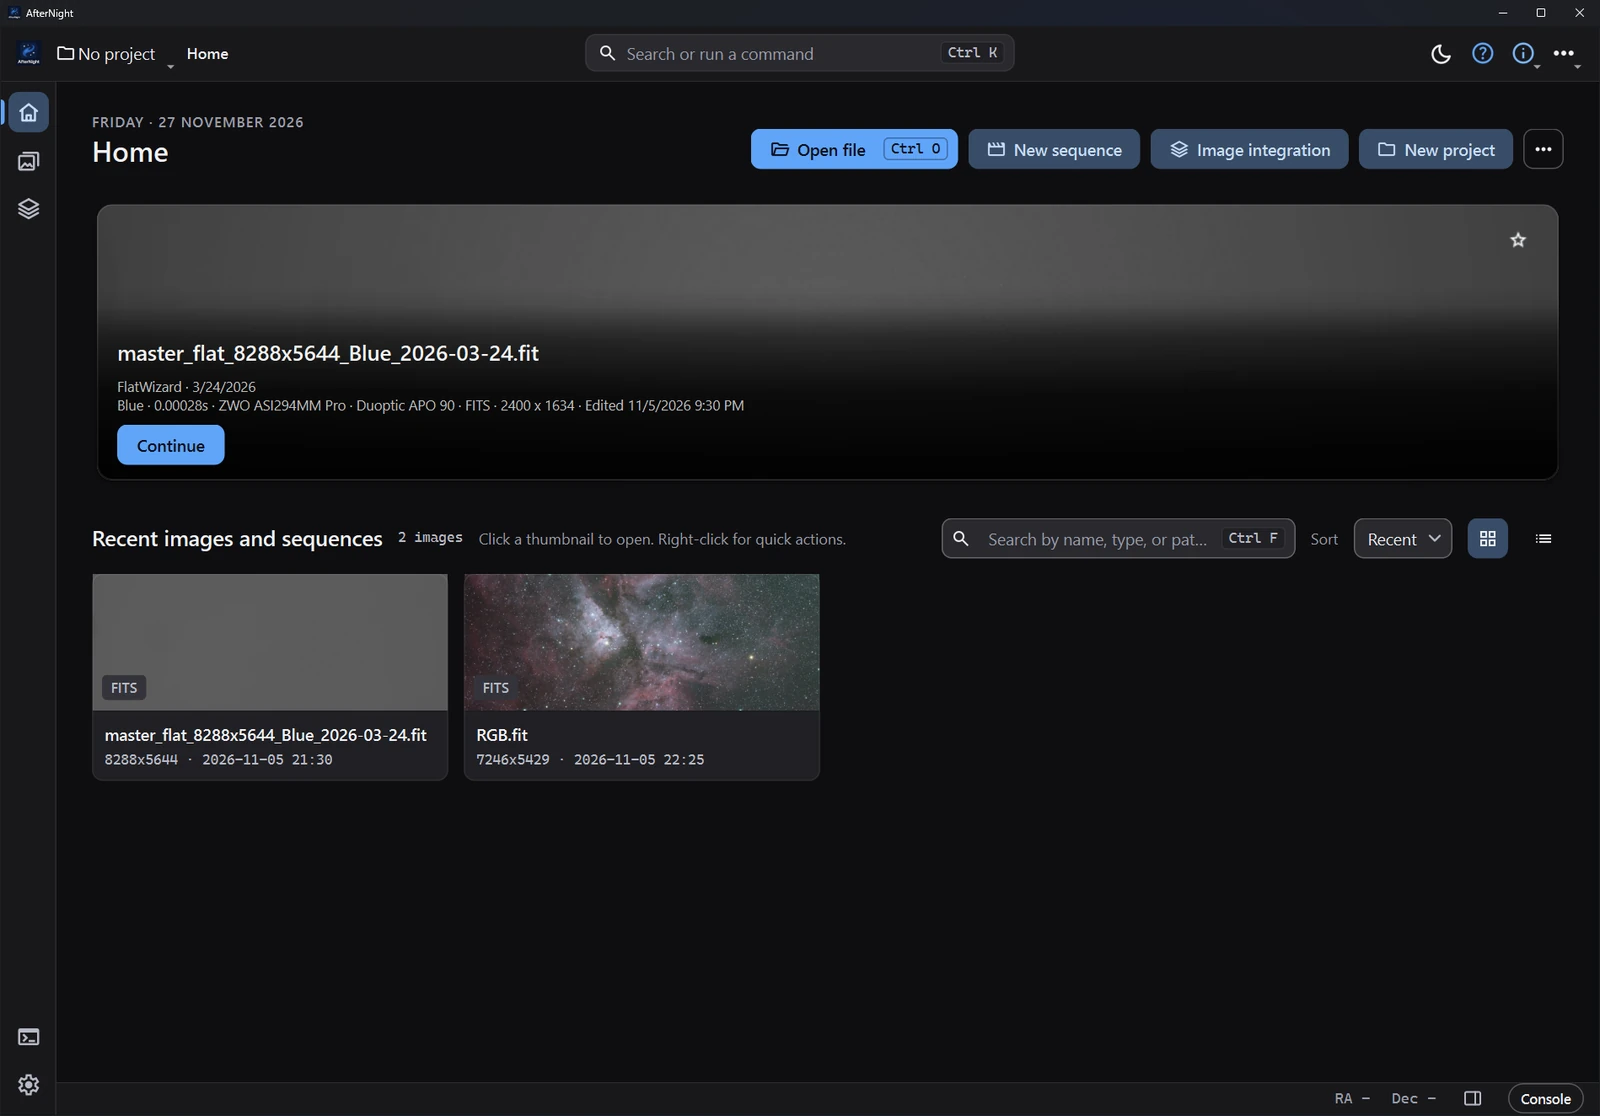 AfterNight
No project
Home
Search or run a command
Ctrl K
FRIDAY · 27 NOVEMBER 2026
Home
Open file
Ctrl O
New sequence
Image integration
New project
master_flat_8288x5644_Blue_2026-03-24.fit
FlatWizard · 3/24/2026
Blue · 0.00028s · ZWO ASI294MM Pro · Duoptic APO 90 · FITS · 2400 x 1634 · Edited 11/5/2026 9:30 PM
Continue
Recent images and sequences
2 images
Click a thumbnail to open. Right-click for quick actions.
Search by name, type, or pat...
Ctrl F
Sort
Recent
FITS
master_flat_8288x5644_Blue_2026-03-24.fit
8288x5644 · 2026-11-05 21:30
FITS
RGB.fit
7246x5429 · 2026-11-05 22:25
RA –
Dec –
Console